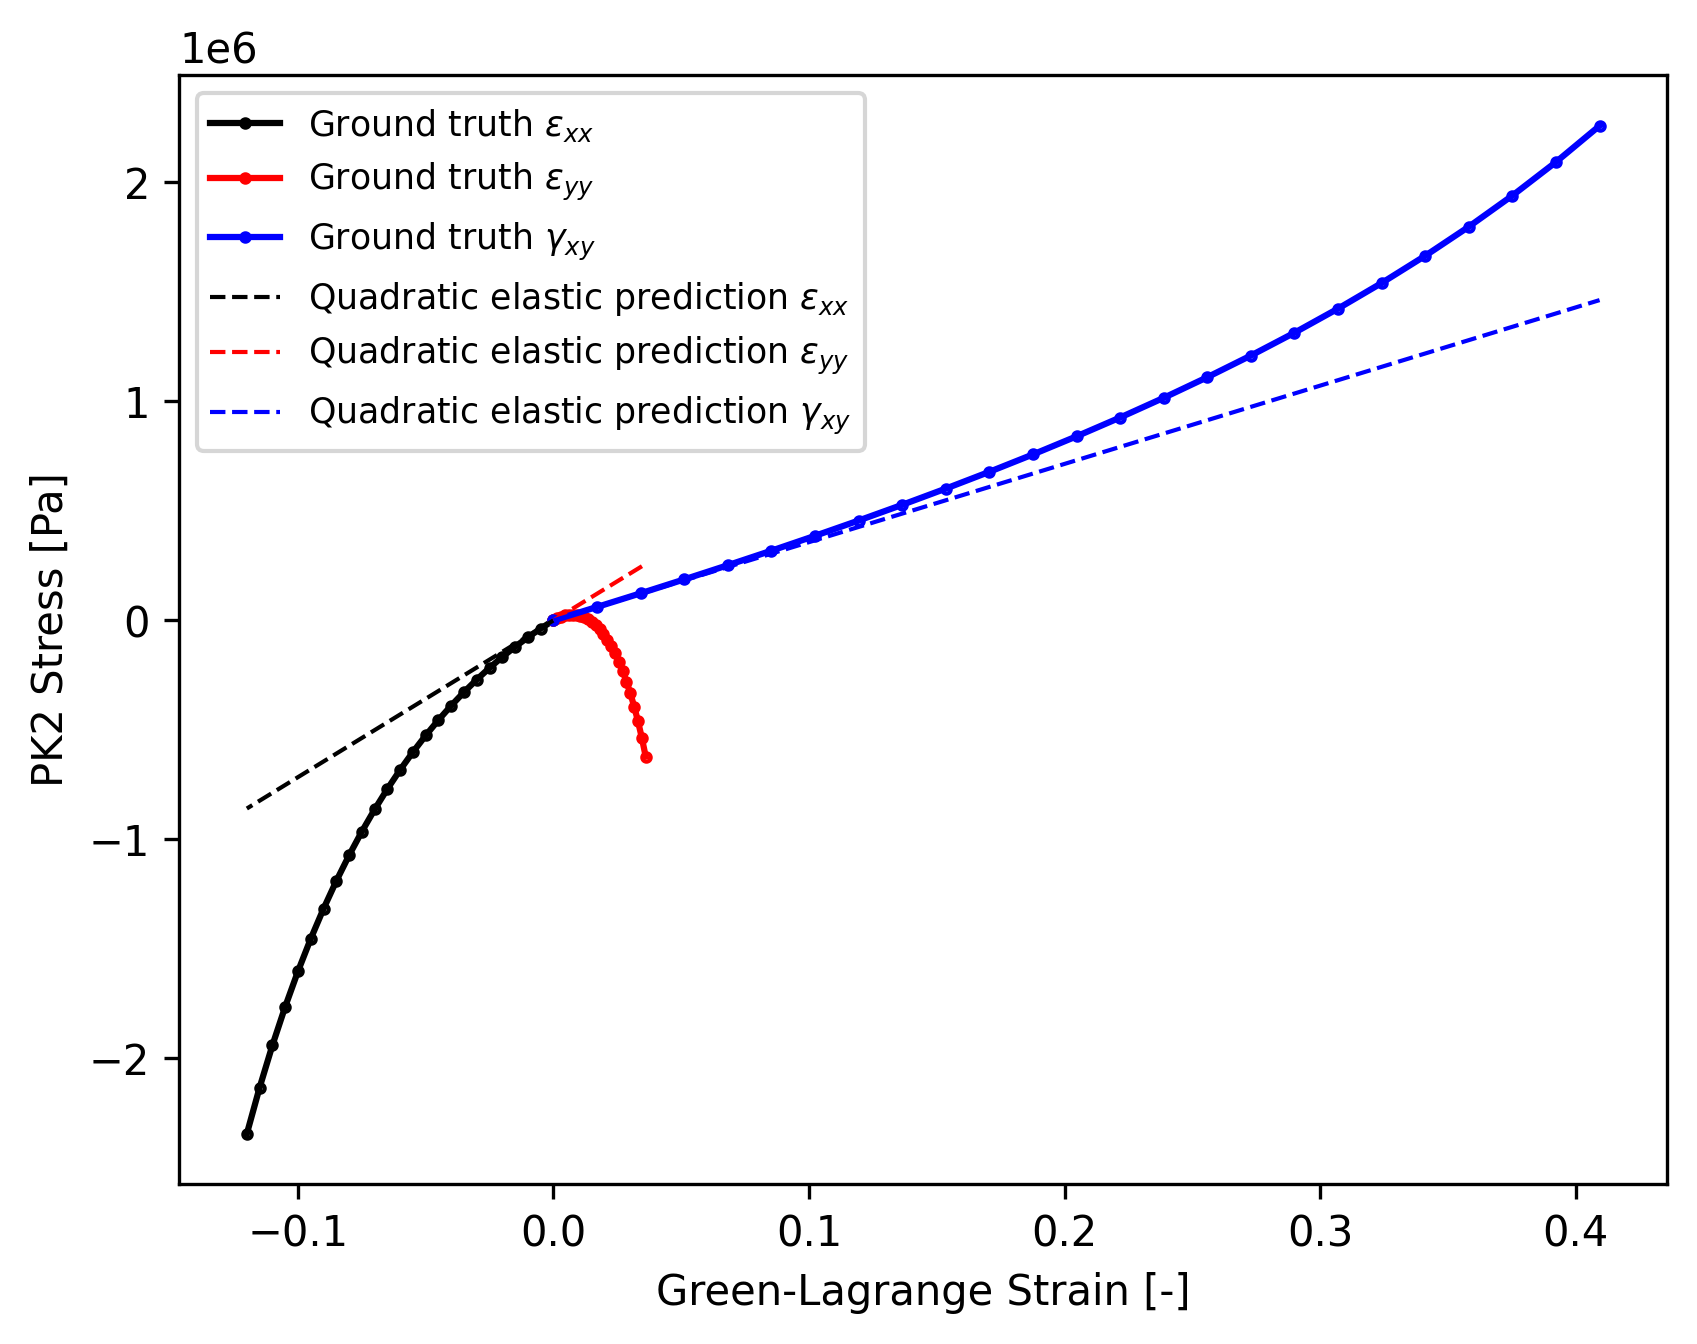 1e6
Ground truth εxx
Ground truth εyy
Ground truth γxy
Quadratic elastic prediction εxx
Quadratic elastic prediction εyy
Quadratic elastic prediction γxy
2
1
0
−1
−2
PK2 Stress [Pa]
−0.1 0.0 0.1 0.2 0.3 0.4
Green-Lagrange Strain [-]